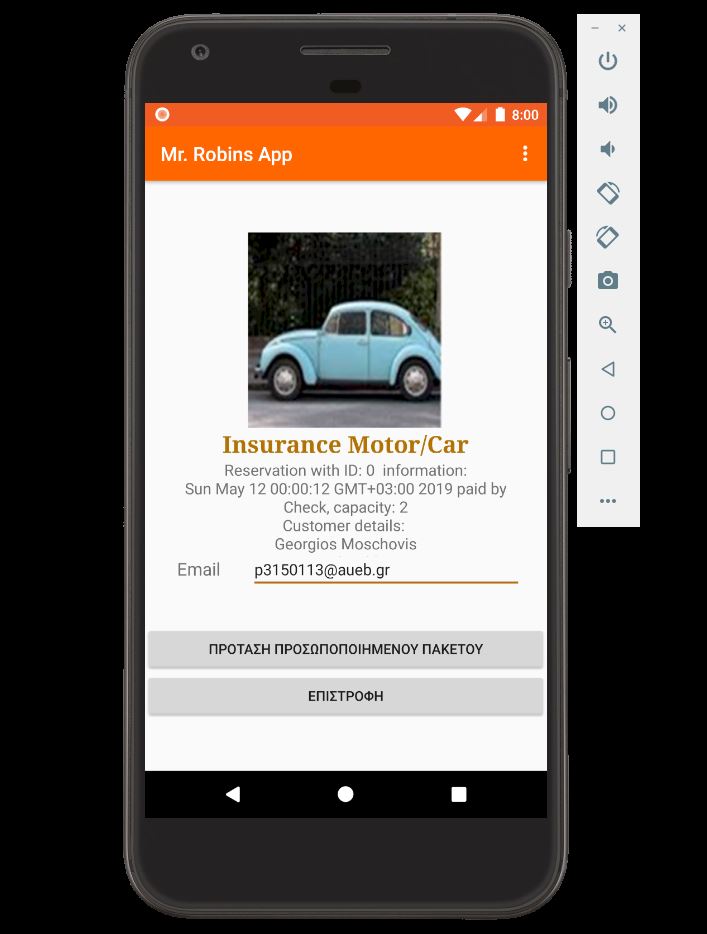 8:00
Mr. Robins App
Insurance Motor/Car
Reservation with ID: 0 information:
Sun May 12 00:00:12 GMT+03:00 2019 paid by
Check, capacity: 2
Customer details:
Georgios Moschovis
Email p3150113@aueb.gr
ΠΡΟΤΑΣΗ ΠΡΟΣΩΠΟΠΟΙΗΜΕΝΟΥ ΠΑΚΕΤΟΥ
ΕΠΙΣΤΡΟΦΗ